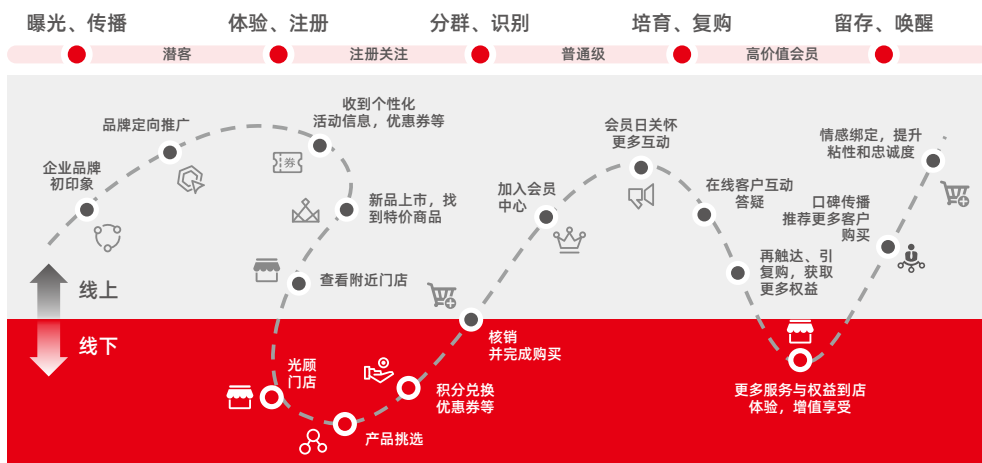 曝光、传播
体验、注册
分群、识别
培育、复购
留存、唤醒
潜客
注册关注
普通级
高价值会员
企业品牌
初印象
品牌定向推广
收到个性化
活动信息，优惠券等
券
新品上市，找
到特价商品
查看附近门店
线上
线下
光顾
门店
产品挑选
积分兑换
优惠券等
核销
并完成购买
加入会员
中心
会员日关怀
更多互动
在线客户互动
答疑
再触达、引
复购，获取
更多权益
更多服务与权益到店
体验，增值享受
口碑传播
推荐更多客户
购买
情感绑定，提升
粘性和忠诚度